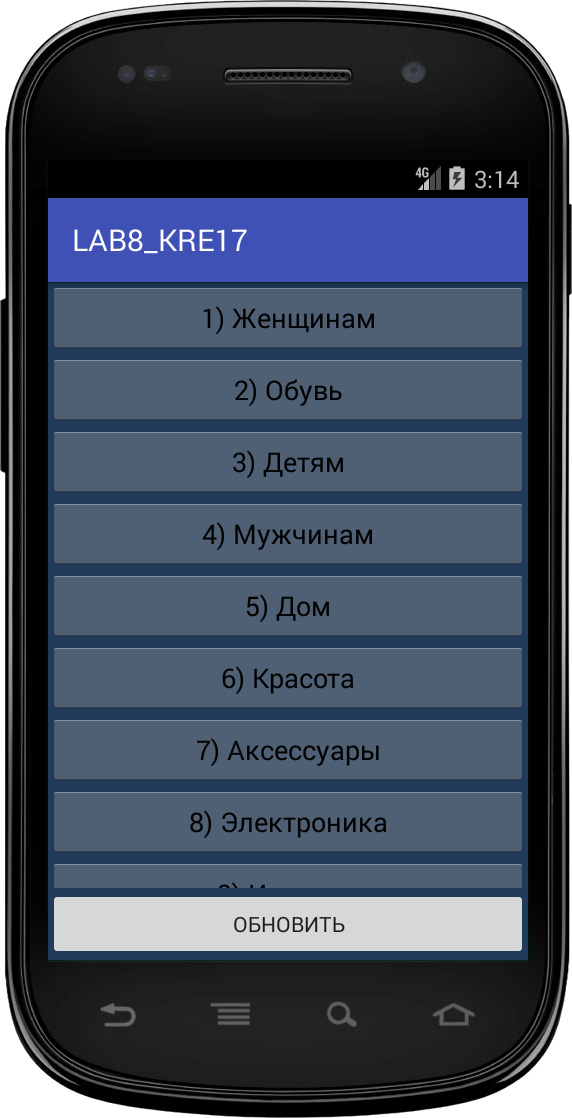 4G 3:14
LAB8_KRE17
1) Женщинам
2) Обувь
3) Детям
4) Мужчинам
5) Дом
6) Красота
7) Аксессуары
8) Электроника
ОБНОВИТЬ